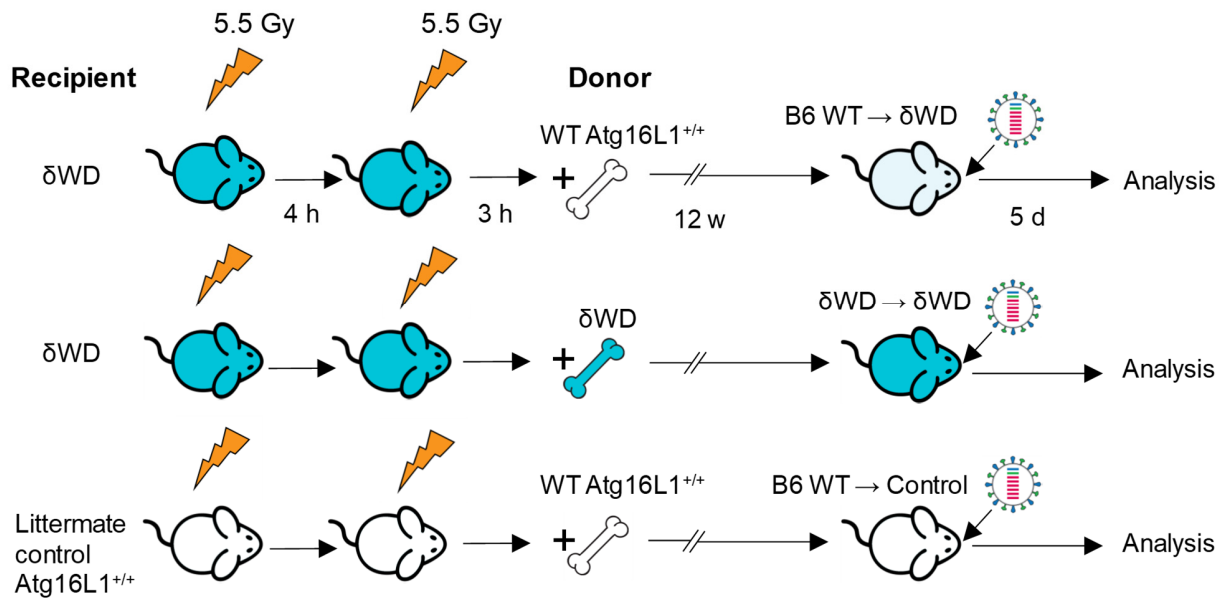 5.5 Gy 5.5 Gy
Recipient Donor
WT Atg16L1+/+ B6 WT → δWD
δWD Analysis
4 h 3 h 12 w 5 d
δWD δWD → δWD
δWD Analysis
WT Atg16L1+/+ B6 WT → Control
Littermate
control
Atg16L1+/+
Analysis